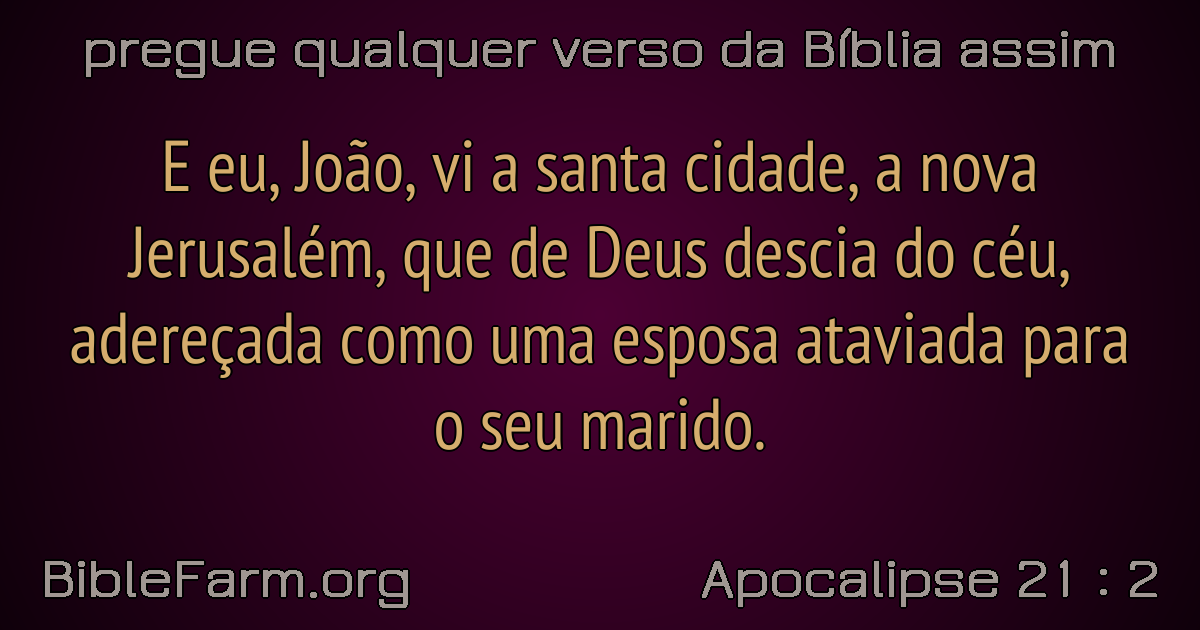 pregue qualquer verso da Bíblia assim
E eu, João, vi a santa cidade, a nova
Jerusalém, que de Deus descia do céu,
adereçada como uma esposa ataviada para
o seu marido.
BibleFarm.org
Apocalipse 21 : 2